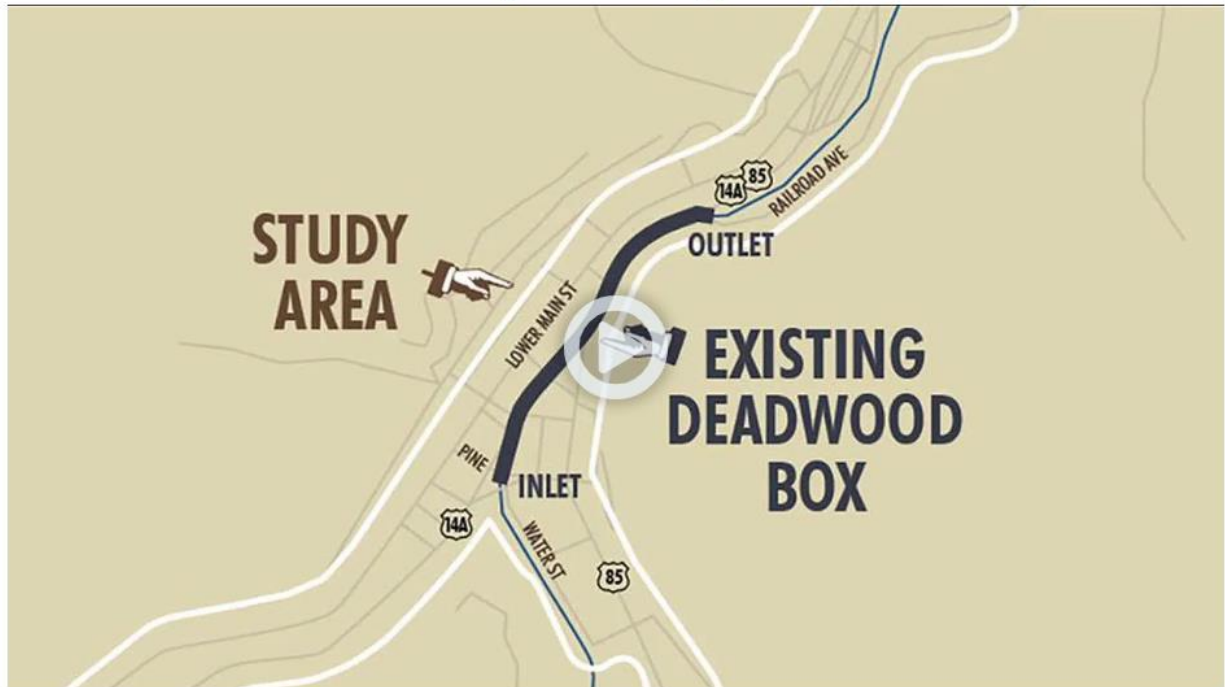 85
14A
RAILROAD AVE
STUDY
AREA
OUTLET
LOWER MAIN ST
EXISTING
DEADWOOD
BOX
PINE
INLET
14A
WATER ST
85